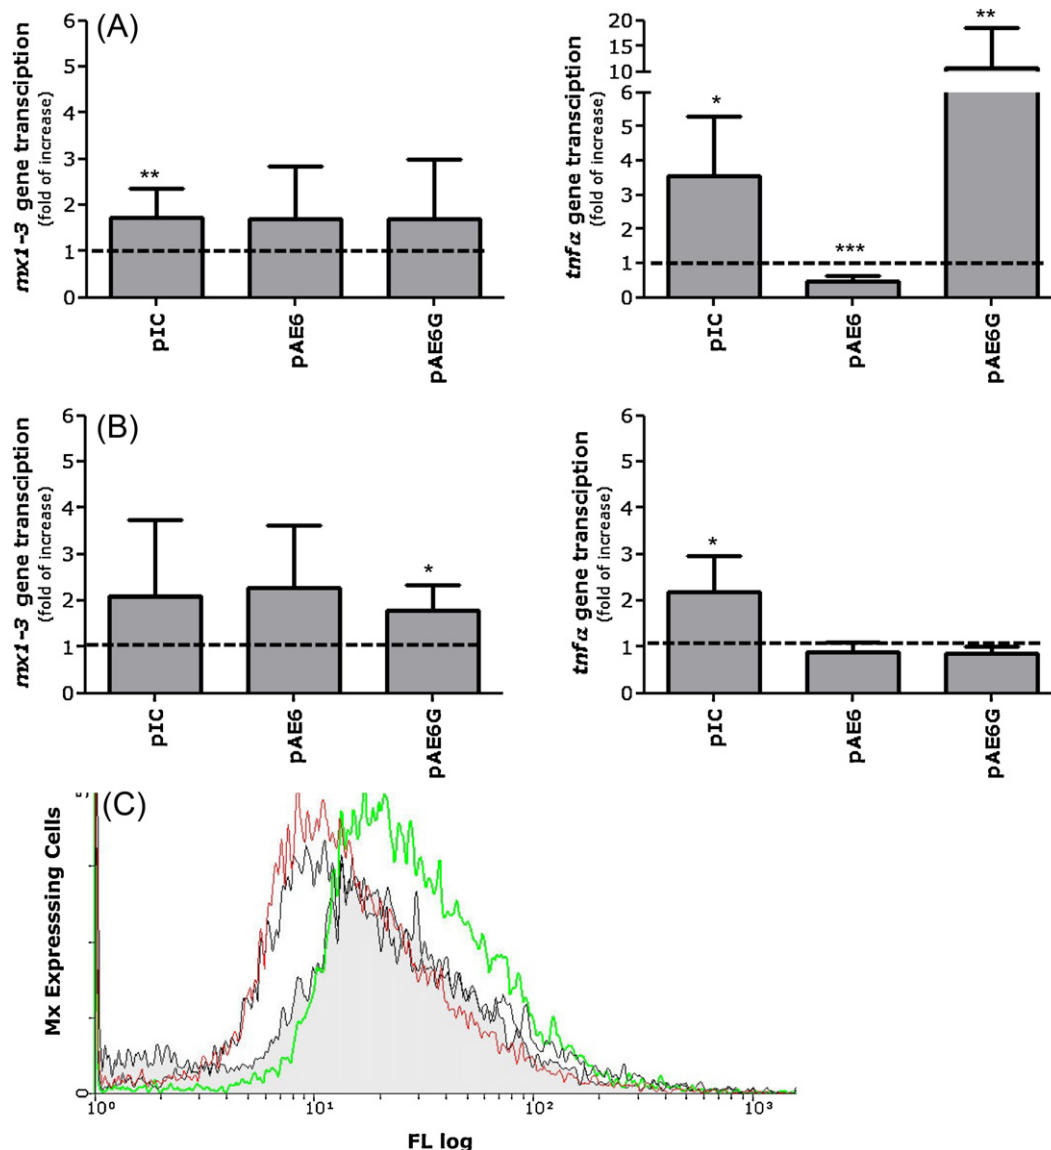 (A)
mx1-3 gene transciption
(fold of increase)
6
5
4
3
2
1
0
**
pIC
pAE6
pAE6G
tnfα gene transcription
(fold of increase)
20
15
10
6
5
4
3
2
1
0
*
***
**
pIC
pAE6
pAE6G
(B)
mx1-3 gene transciption
(fold of increase)
6
5
4
3
2
1
0
*
pIC
pAE6
pAE6G
tnfα gene transciption
(fold of increase)
6
5
4
3
2
1
0
*
pIC
pAE6
pAE6G
(C)
Mx Expresssing Cells
0
10⁰
10¹
10²
10³
FL log